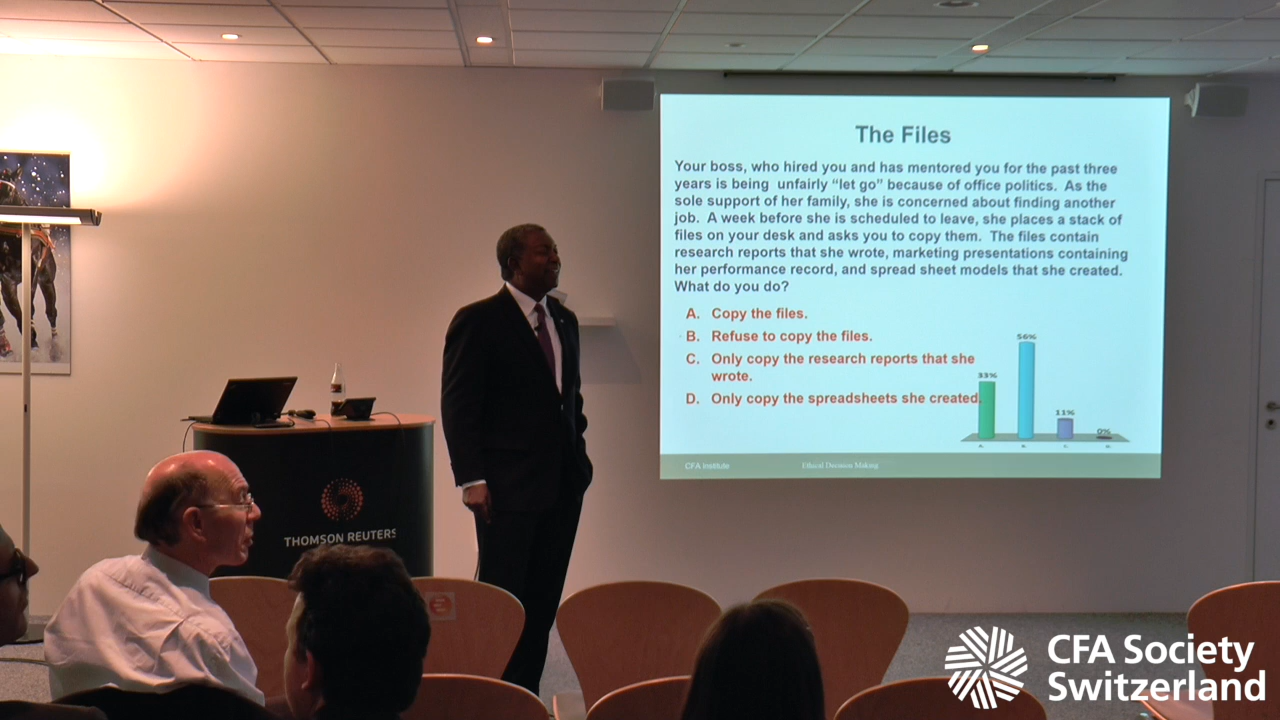 The Files
Your boss, who hired you and has mentored you for the past three
years is being unfairly “let go” because of office politics. As the
sole support of her family, she is concerned about finding another
job. A week before she is scheduled to leave, she places a stack of
files on your desk and asks you to copy them. The files contain
research reports that she wrote, marketing presentations containing
her performance record, and spread sheet models that she created.
What do you do?
A. Copy the files.
B. Refuse to copy the files.
C. Only copy the research reports that she
wrote.
D. Only copy the spreadsheets she created.
33%
56%
11%
0%
CFA Institute
Ethical Decision Making
THOMSON REUTERS
CFA Society
Switzerland